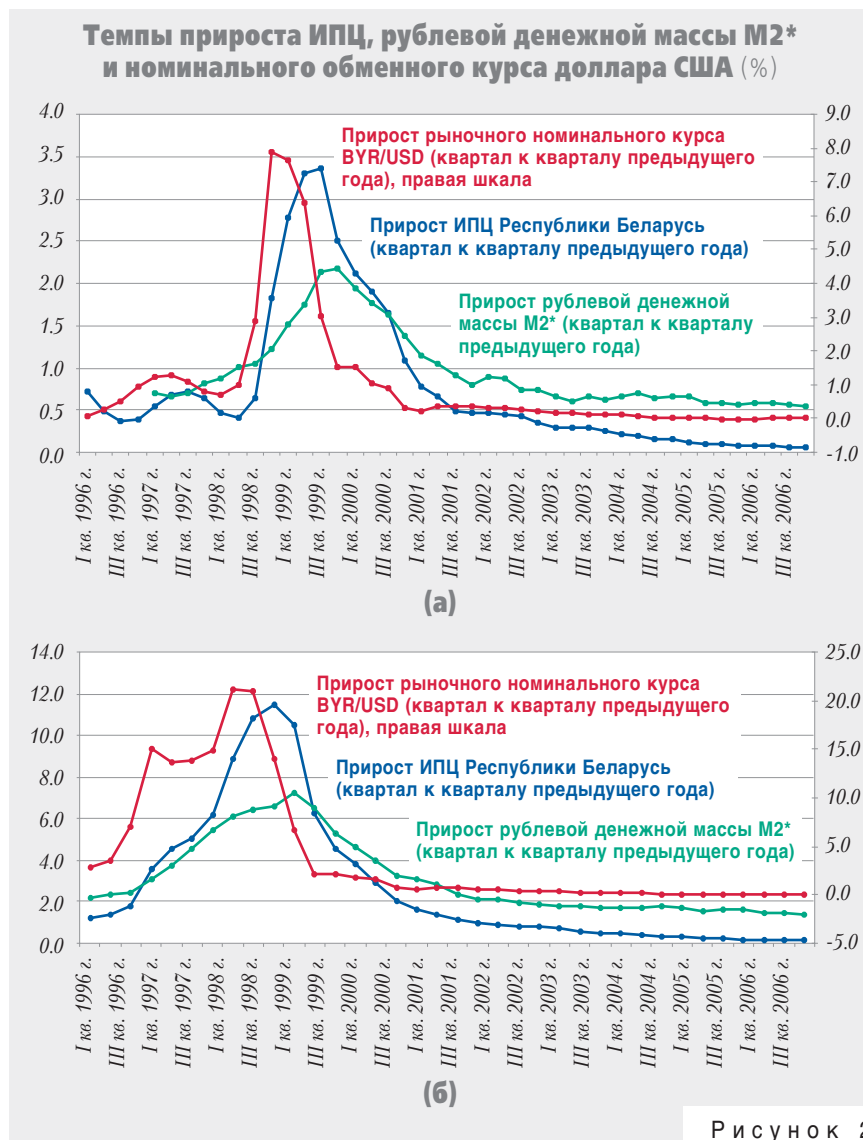 Темпы прироста ИПЦ, рублевой денежной массы М2*
и номинального обменного курса доллара США (%)
4.0
3.5
3.0
2.5
2.0
1.5
1.0
0.5
0.0
9.0
8.0
7.0
6.0
5.0
4.0
3.0
2.0
1.0
0.0
-1.0
Прирост рыночного номинального курса
BYR/USD (квартал к кварталу предыдущего
года), правая шкала
Прирост ИПЦ Республики Беларусь
(квартал к кварталу предыдущего года)
Прирост рублевой денежной
массы М2* (квартал к кварталу
предыдущего года)
I кв. 1996 г.
III кв. 1996 г.
I кв. 1997 г.
III кв. 1997 г.
I кв. 1998 г.
III кв. 1998 г.
I кв. 1999 г.
III кв. 1999 г.
I кв. 2000 г.
III кв. 2000 г.
I кв. 2001 г.
III кв. 2001 г.
I кв. 2002 г.
III кв. 2002 г.
I кв. 2003 г.
III кв. 2003 г.
I кв. 2004 г.
III кв. 2004 г.
I кв. 2005 г.
III кв. 2005 г.
I кв. 2006 г.
III кв. 2006 г.
(а)
14.0
12.0
10.0
8.0
6.0
4.0
2.0
0.0
25.0
20.0
15.0
10.0
5.0
0.0
-5.0
Прирост рыночного номинального курса
BYR/USD (квартал к кварталу предыдущего
года), правая шкала
Прирост ИПЦ Республики Беларусь
(квартал к кварталу предыдущего года)
Прирост рублевой денежной массы М2*
(квартал к кварталу предыдущего года)
I кв. 1996 г.
III кв. 1996 г.
I кв. 1997 г.
III кв. 1997 г.
I кв. 1998 г.
III кв. 1998 г.
I кв. 1999 г.
III кв. 1999 г.
I кв. 2000 г.
III кв. 2000 г.
I кв. 2001 г.
III кв. 2001 г.
I кв. 2002 г.
III кв. 2002 г.
I кв. 2003 г.
III кв. 2003 г.
I кв. 2004 г.
III кв. 2004 г.
I кв. 2005 г.
III кв. 2005 г.
I кв. 2006 г.
III кв. 2006 г.
(б)
Рисунок 2